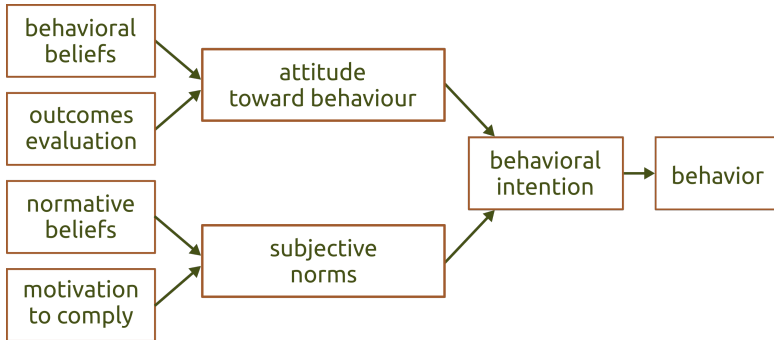 behavioral
beliefs
outcomes
evaluation
normative
beliefs
motivation
to comply
attitude
toward behaviour
subjective
norms
behavioral
intention
behavior